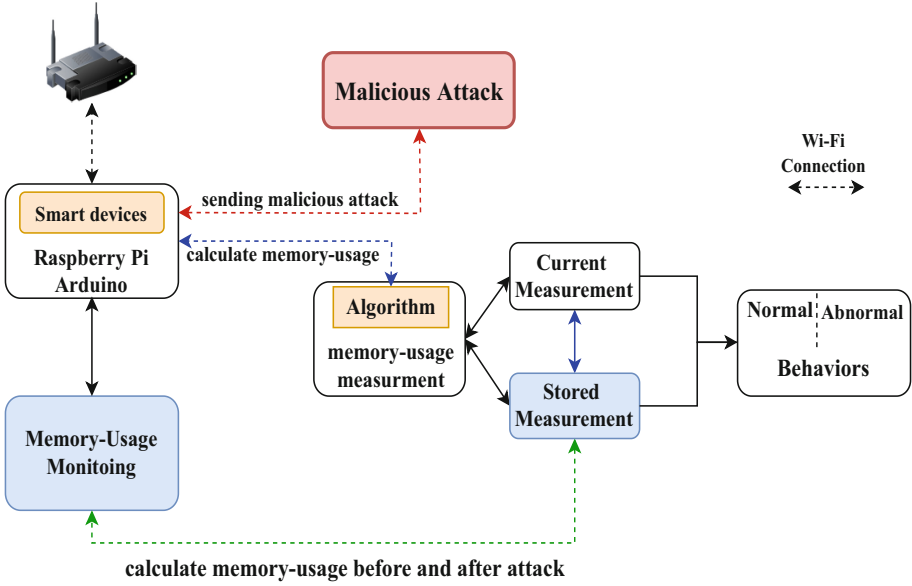 Malicious Attack
Wi-Fi
Connection
Smart devices
Raspberry Pi
Arduino
sending malicious attack
calculate memory-usage
Algorithm
memory-usage
measurment
Current
Measurement
Stored
Measurement
Normal Abnormal
Behaviors
Memory-Usage
Monitoing
calculate memory-usage before and after attack